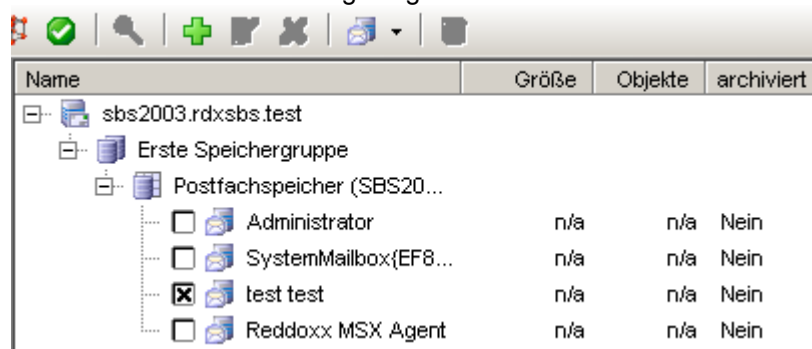 Name Größe Objekte archiviert
sbs2003.rdxsbs.test
Erste Speichergruppe
Postfachspeicher (SBS20...
Administrator n/a n/a Nein
SystemMailbox{EF8... n/a n/a Nein
test test n/a n/a Nein
Reddoxx MSX Agent n/a n/a Nein